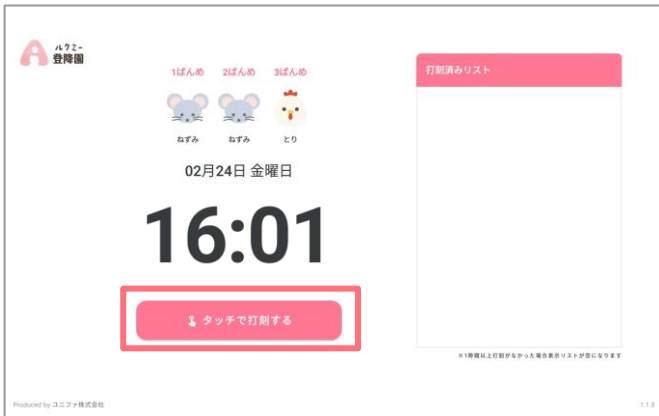 ルクミー
登降園
1ばんめ 2ばんめ 3ばんめ
ねずみ ねずみ とり
02月24日 金曜日
16:01
タッチで打刻する
打刻済みリスト
※1時間以上打刻がなかった場合表示リストが空になります
Produced by ユニファ株式会社
1.1.8